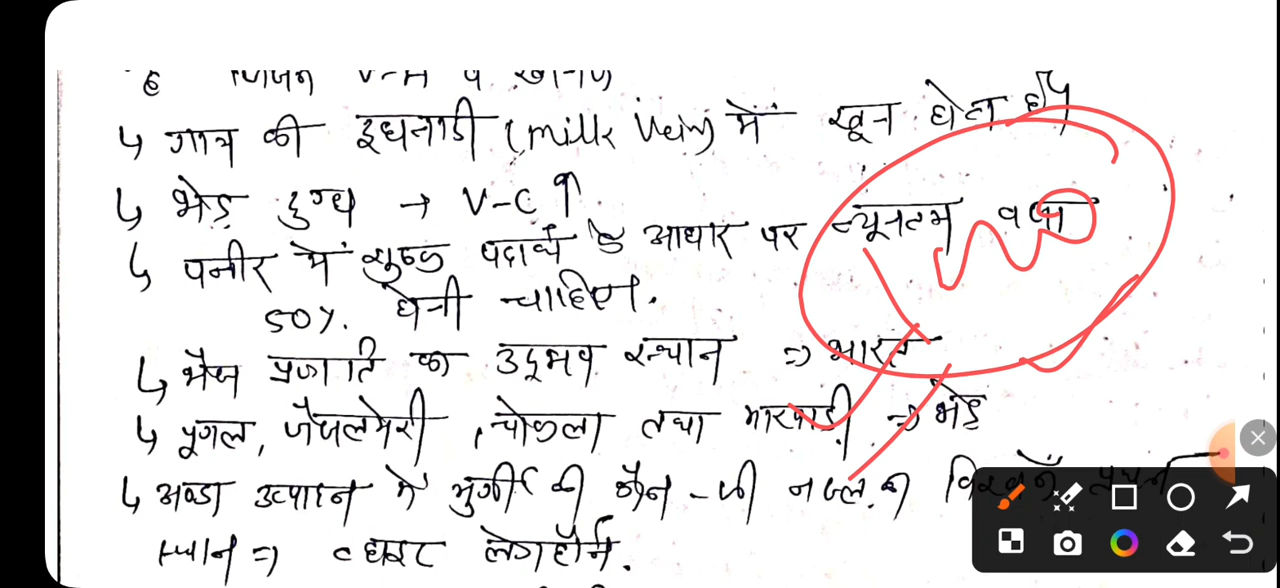 ↳ गाय की दुधनाडी (milk vein) में खून होता है
↳ भेड़ दुग्ध → V-C ↑
↳ पनीर में शुष्क पदार्थ के आधार पर न्यूनतम वसा
50%. होनी चाहिए.
↳ भैंस प्रजाति का उद्भव स्थान ⇒ भारत
↳ पूगल, जैसलमेरी, चोकला तथा मारवाड़ी → भेड़
↳ अण्डा उत्पादन में मुर्गी की कौन-सी नस्ल का विश्व में
स्थान ⇒ व्हाइट लेगहॉर्न.